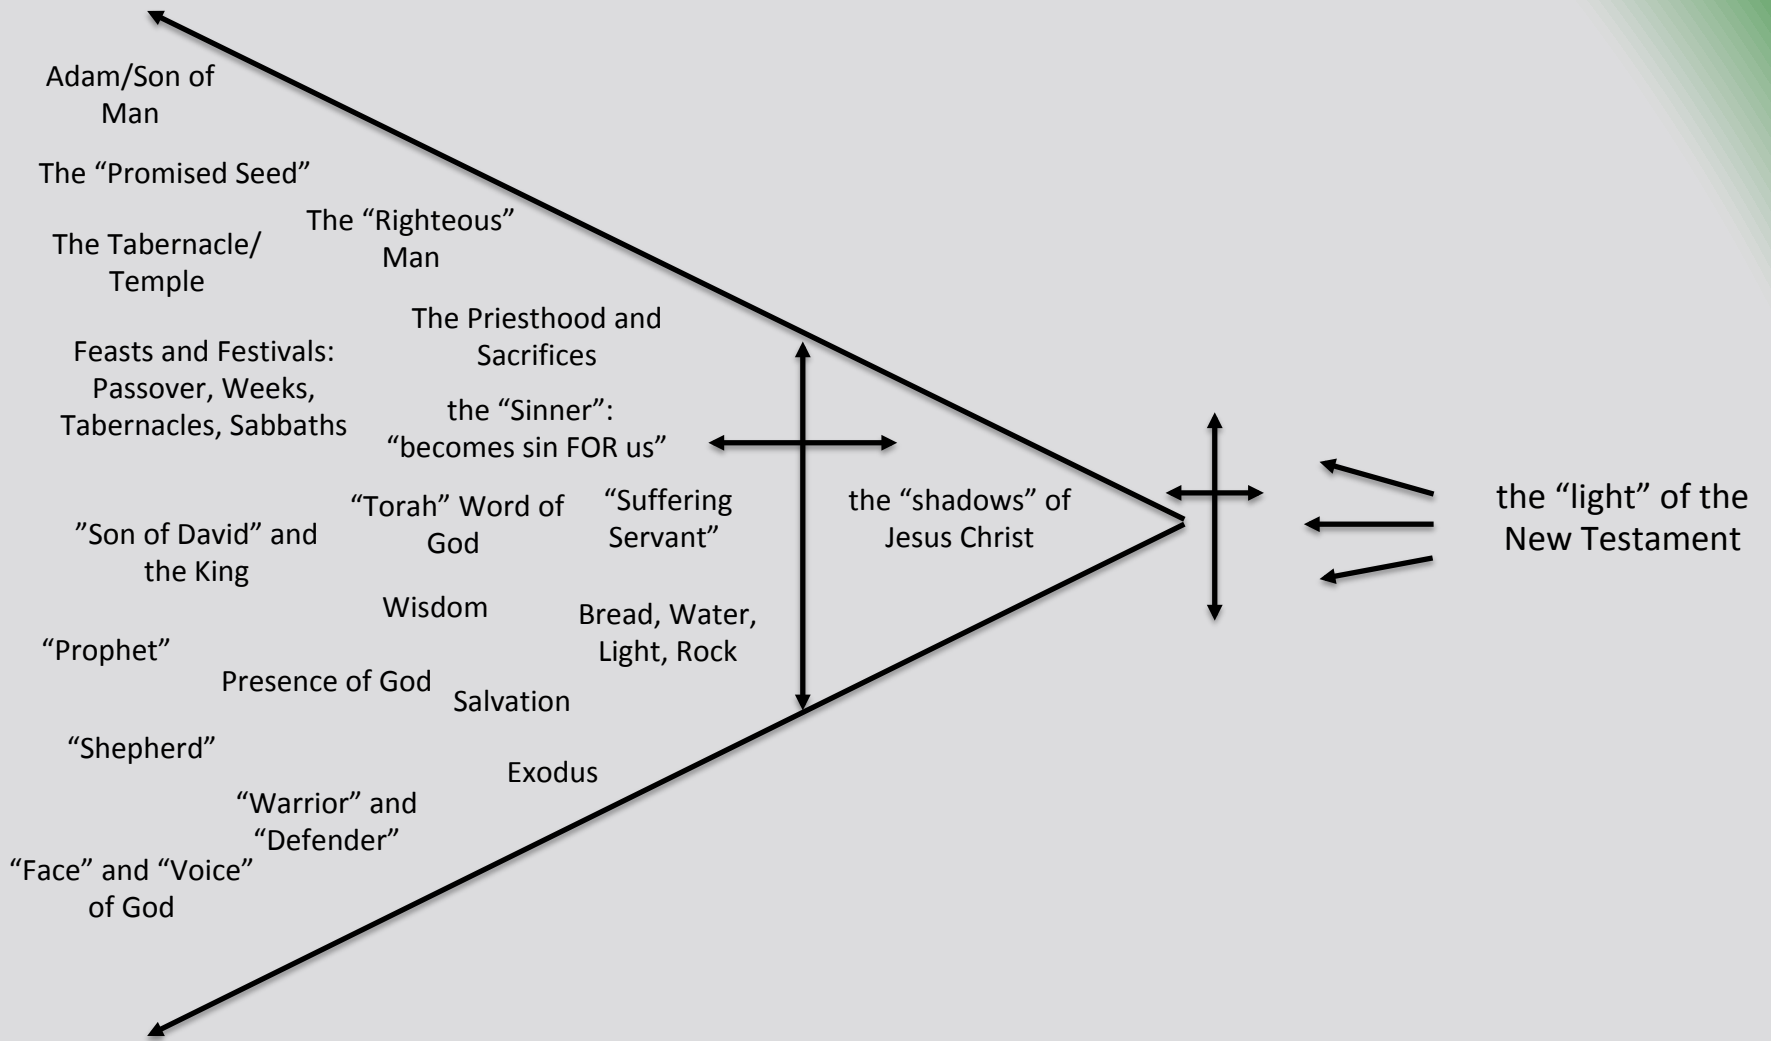 Adam/Son of
Man
The “Promised Seed”
The “Righteous”
Man
The Tabernacle/
Temple
The Priesthood and
Sacrifices
Feasts and Festivals:
Passover, Weeks,
Tabernacles, Sabbaths
the “Sinner”:
“becomes sin FOR us”
“Torah” Word of
God
“Suffering
Servant”
the “shadows” of
Jesus Christ
the “light” of the
New Testament
”Son of David” and
the King
Wisdom
Bread, Water,
Light, Rock
“Prophet”
Presence of God
Salvation
“Shepherd”
Exodus
“Warrior” and
“Defender”
“Face” and “Voice”
of God